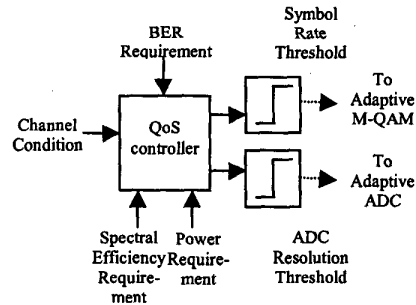 BER
Requirement
Symbol
Rate
Threshold
To
Adaptive
M-QAM
Channel
Condition
QoS
controller
To
Adaptive
ADC
Spectral
Efficiency
Require-
ment
Power
Require-
ment
ADC
Resolution
Threshold